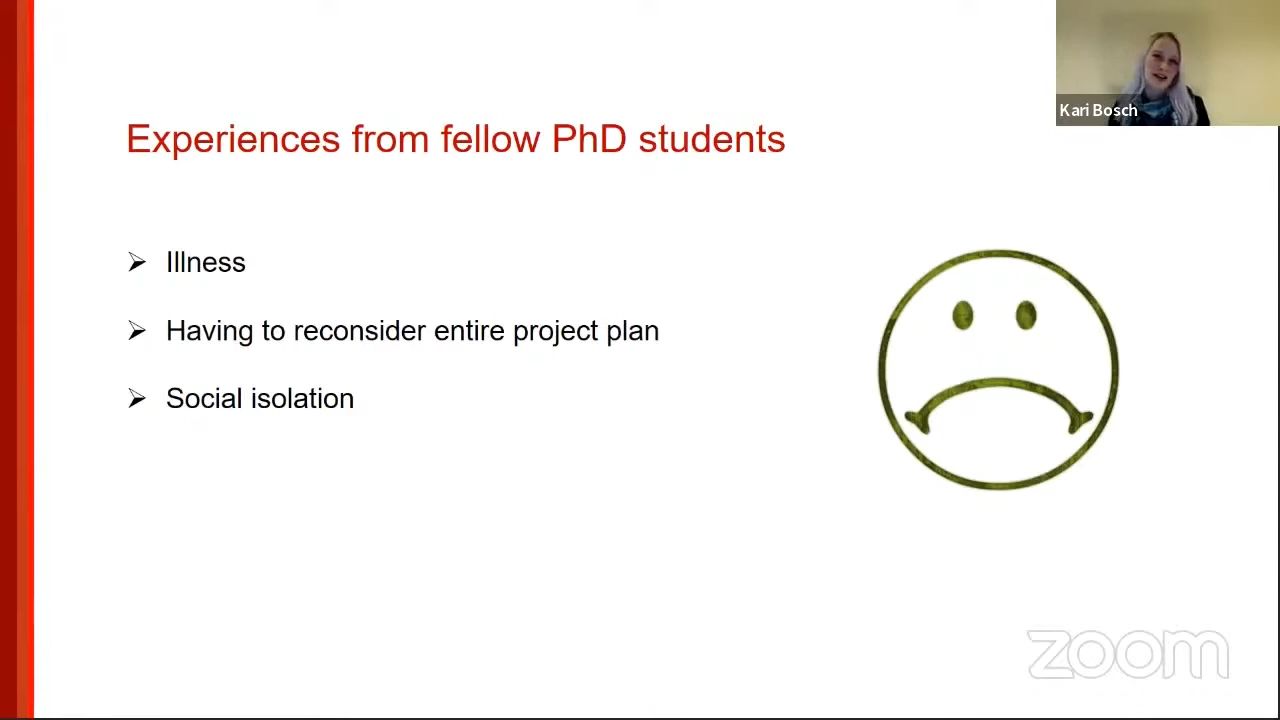 Kari Bosch
Experiences from fellow PhD students
Illness
Having to reconsider entire project plan
Social isolation
zoom